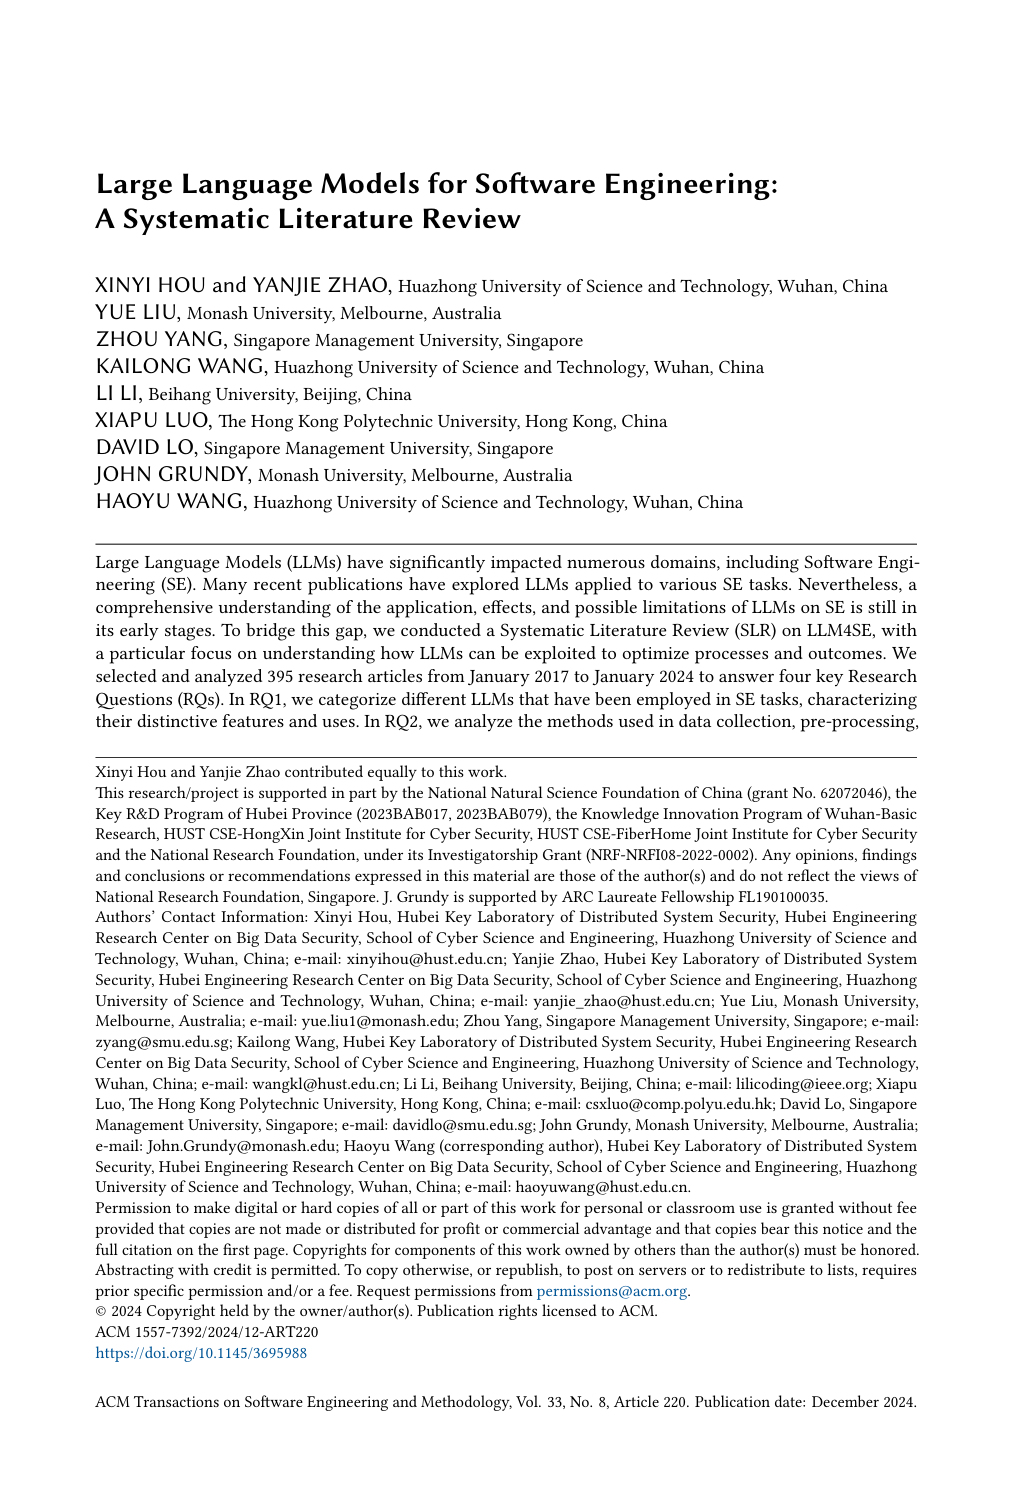 Large Language Models for Software Engineering:
A Systematic Literature Review
XINYI HOU and YANJIE ZHAO, Huazhong University of Science and Technology, Wuhan, China
YUE LIU, Monash University, Melbourne, Australia
ZHOU YANG, Singapore Management University, Singapore
KAILONG WANG, Huazhong University of Science and Technology, Wuhan, China
LI LI, Beihang University, Beijing, China
XIAPU LUO, The Hong Kong Polytechnic University, Hong Kong, China
DAVID LO, Singapore Management University, Singapore
JOHN GRUNDY, Monash University, Melbourne, Australia
HAOYU WANG, Huazhong University of Science and Technology, Wuhan, China
Large Language Models (LLMs) have significantly impacted numerous domains, including Software Engi-
neering (SE). Many recent publications have explored LLMs applied to various SE tasks. Nevertheless, a
comprehensive understanding of the application, effects, and possible limitations of LLMs on SE is still in
its early stages. To bridge this gap, we conducted a Systematic Literature Review (SLR) on LLM4SE, with
a particular focus on understanding how LLMs can be exploited to optimize processes and outcomes. We
selected and analyzed 395 research articles from January 2017 to January 2024 to answer four key Research
Questions (RQs). In RQ1, we categorize different LLMs that have been employed in SE tasks, characterizing
their distinctive features and uses. In RQ2, we analyze the methods used in data collection, pre-processing,
Xinyi Hou and Yanjie Zhao contributed equally to this work.
This research/project is supported in part by the National Natural Science Foundation of China (grant No. 62072046), the
Key R&D Program of Hubei Province (2023BAB017, 2023BAB079), the Knowledge Innovation Program of Wuhan-Basic
Research, HUST CSE-HongXin Joint Institute for Cyber Security, HUST CSE-FiberHome Joint Institute for Cyber Security
and the National Research Foundation, under its Investigatorship Grant (NRF-NRFI08-2022-0002). Any opinions, findings
and conclusions or recommendations expressed in this material are those of the author(s) and do not reflect the views of
National Research Foundation, Singapore. J. Grundy is supported by ARC Laureate Fellowship FL190100035.
Authors' Contact Information: Xinyi Hou, Hubei Key Laboratory of Distributed System Security, Hubei Engineering
Research Center on Big Data Security, School of Cyber Science and Engineering, Huazhong University of Science and
Technology, Wuhan, China; e-mail: xinyihou@hust.edu.cn; Yanjie Zhao, Hubei Key Laboratory of Distributed System
Security, Hubei Engineering Research Center on Big Data Security, School of Cyber Science and Engineering, Huazhong
University of Science and Technology, Wuhan, China; e-mail: yanjie_zhao@hust.edu.cn; Yue Liu, Monash University,
Melbourne, Australia; e-mail: yue.liu1@monash.edu; Zhou Yang, Singapore Management University, Singapore; e-mail:
zyang@smu.edu.sg; Kailong Wang, Hubei Key Laboratory of Distributed System Security, Hubei Engineering Research
Center on Big Data Security, School of Cyber Science and Engineering, Huazhong University of Science and Technology,
Wuhan, China; e-mail: wangkl@hust.edu.cn; Li Li, Beihang University, Beijing, China; e-mail: lilicoding@ieee.org; Xiapu
Luo, The Hong Kong Polytechnic University, Hong Kong, China; e-mail: csxluo@comp.polyu.edu.hk; David Lo, Singapore
Management University, Singapore; e-mail: davidlo@smu.edu.sg; John Grundy, Monash University, Melbourne, Australia;
e-mail: John.Grundy@monash.edu; Haoyu Wang (corresponding author), Hubei Key Laboratory of Distributed System
Security, Hubei Engineering Research Center on Big Data Security, School of Cyber Science and Engineering, Huazhong
University of Science and Technology, Wuhan, China; e-mail: haoyuwang@hust.edu.cn.
Permission to make digital or hard copies of all or part of this work for personal or classroom use is granted without fee
provided that copies are not made or distributed for profit or commercial advantage and that copies bear this notice and the
full citation on the first page. Copyrights for components of this work owned by others than the author(s) must be honored.
Abstracting with credit is permitted. To copy otherwise, or republish, to post on servers or to redistribute to lists, requires
prior specific permission and/or a fee. Request permissions from permissions@acm.org.
© 2024 Copyright held by the owner/author(s). Publication rights licensed to ACM.
ACM 1557-7392/2024/12-ART220
https://doi.org/10.1145/3695988
ACM Transactions on Software Engineering and Methodology, Vol. 33, No. 8, Article 220. Publication date: December 2024.